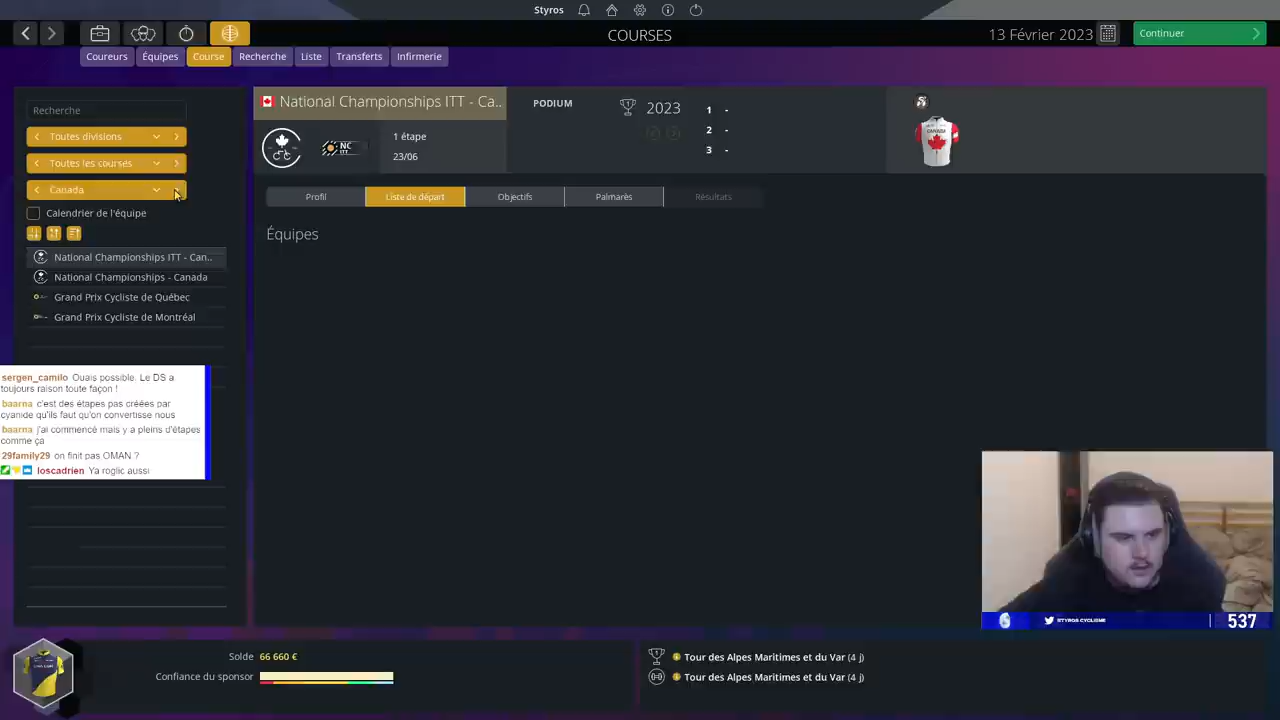 Styros
COURSES
13 Février 2023
Continuer
Coureurs
Équipes
Course
Recherche
Liste
Transferts
Infirmerie
Recherche
Toutes divisions
Toutes les courses
Canada
Calendrier de l'équipe
National Championships ITT - Can..
National Championships - Canada
Grand Prix Cycliste de Québec
Grand Prix Cycliste de Montréal
National Championships ITT - Ca..
NC
ITT
1 étape
23/06
PODIUM
2023
1 -
2 -
3 -
CANADA
Profil
Liste de départ
Objectifs
Palmarès
Résultats
Équipes
sergen_camilo Ouais possible. Le DS a
toujours raison toute façon !
baarna c'est des étapes pas créées par
cyanide qu'ils faut qu'on convertisse nous
baarna j'ai commencé mais y a pleins d'étapes
comme ça
29family29 on finit pas OMAN ?
loscadrien Ya roglic aussi
STYROS CYCLISME
537
Solde
66 660 €
Confiance du sponsor
Tour des Alpes Maritimes et du Var (4 j)
Tour des Alpes Maritimes et du Var (4 j)